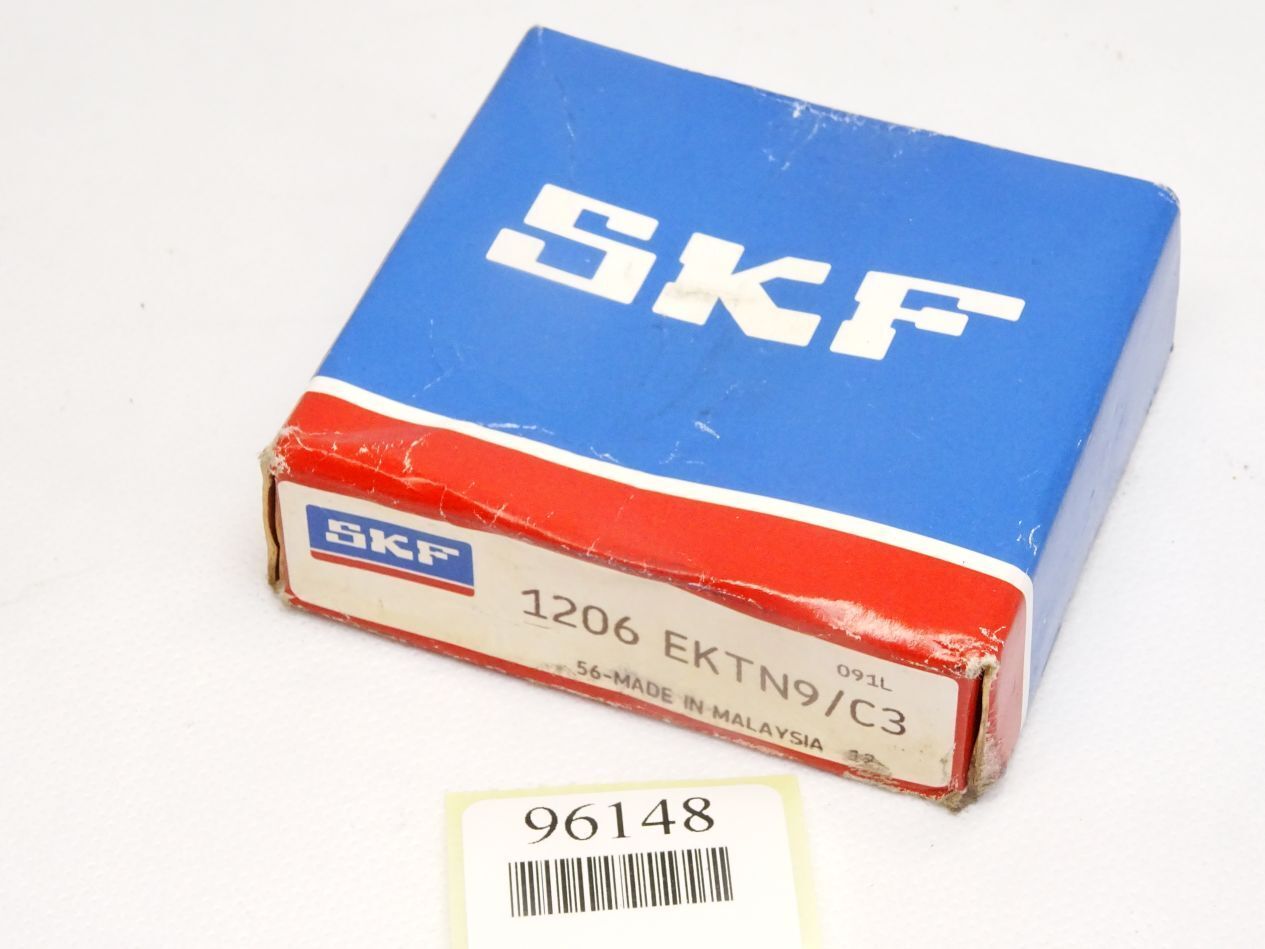 SKF
SKF
1206 EKTN9/C3
091L
56-MADE IN MALAYSIA
96148